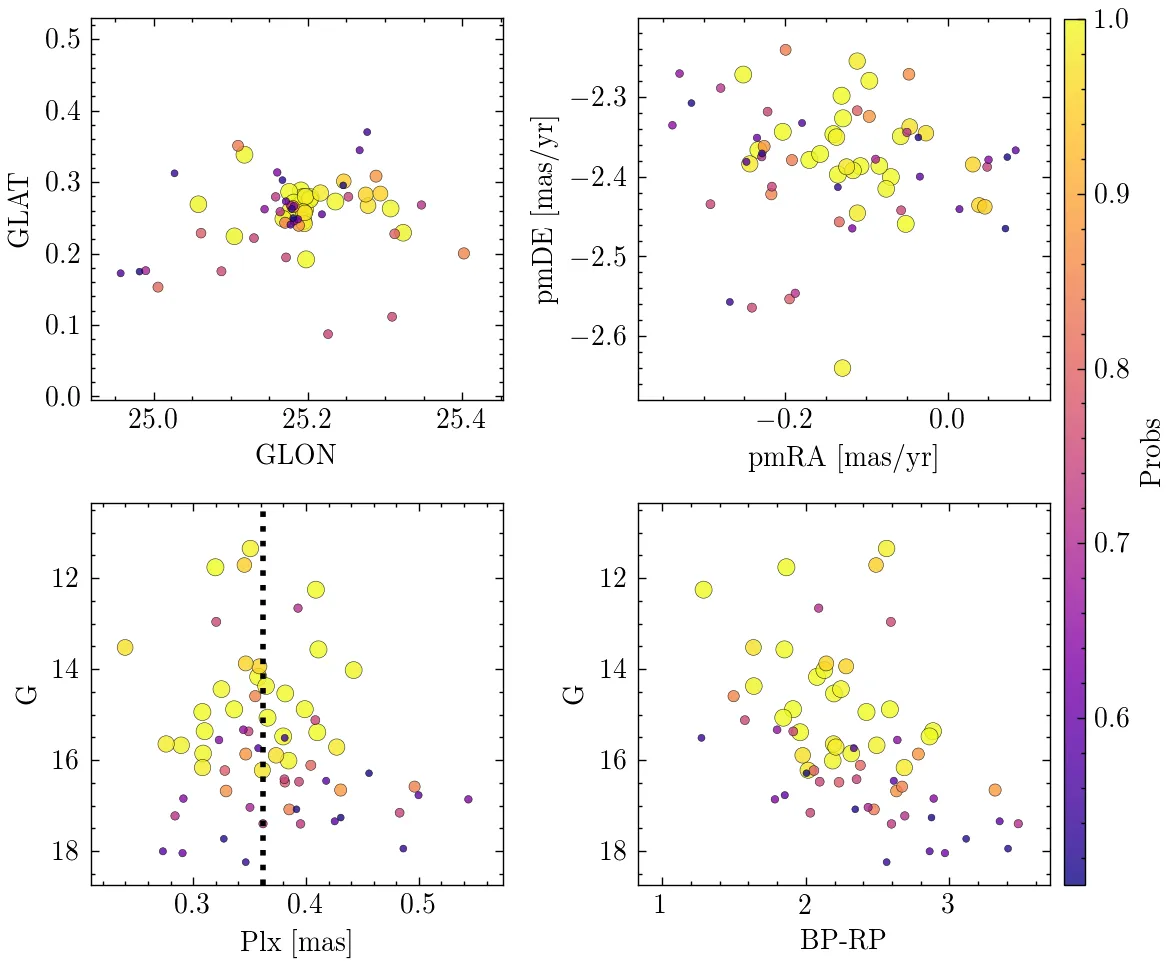 0.5
0.4
0.3
0.2
0.1
0.0
GLAT
25.0 25.2 25.4
GLON
−2.3
−2.4
−2.5
−2.6
pmDE [mas/yr]
−0.2 0.0
pmRA [mas/yr]
12
14
16
18
G
0.3 0.4 0.5
Plx [mas]
12
14
16
18
G
1 2 3
BP-RP
1.0
0.9
0.8
0.7
0.6
Probs